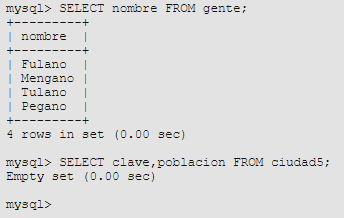 mysql> SELECT nombre FROM gente;
+---------+
| nombre  |
+---------+
| Fulano  |
| Mengano |
| Tulano  |
| Pegano  |
+---------+
4 rows in set (0.00 sec)
mysql> SELECT clave,poblacion FROM ciudad5;
Empty set (0.00 sec)
mysql>